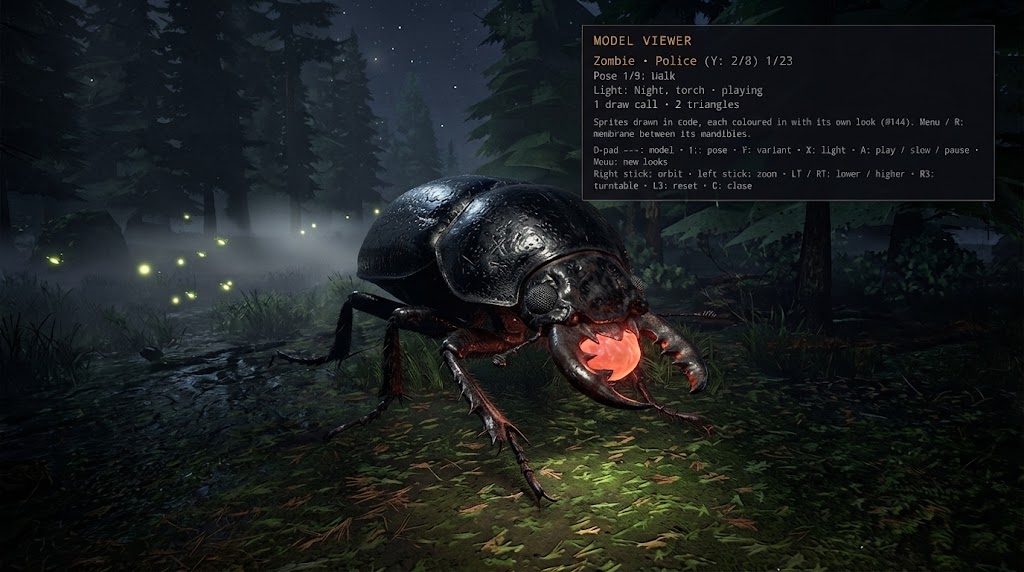 MODEL VIEWER
Zombie · Police (Y: 2/8) 1/23
Pose 1/9: Walk
Light: Night, torch · playing
1 draw call · 2 triangles
Sprites drawn in code, each coloured in with its own look (#144). Menu / R:
membrane between its mandibles.
D-pad ---: model · 1:: pose · Y: variant · X: light · A: play / slow / pause ·
Mouu: new looks
Right stick: orbit · left stick: zoom · LT / RT: lower / higher · R3:
turntable · L3: reset · C: close